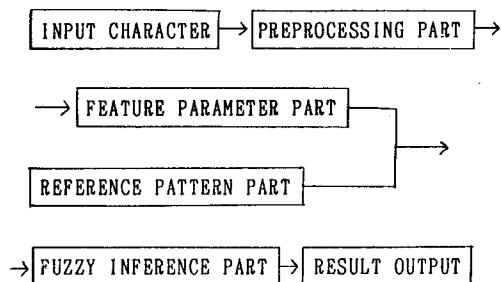 INPUT CHARACTER PREPROCESSING PART
FEATURE PARAMETER PART
REFERENCE PATTERN PART
FUZZY INFERENCE PART RESULT OUTPUT